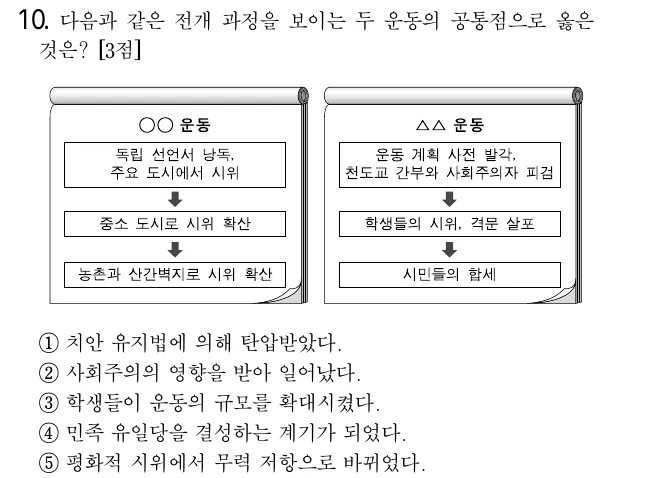 10. 다음과 같은 전개 과정을 보이는 두 운동의 공통점으로 옳은
것은? [3점]
○○ 운동
독립 선언서 낭독,
주요 도시에서 시위
중소 도시로 시위 확산
농촌과 산간벽지로 시위 확산
△△ 운동
운동 계획 사전 발각,
천도교 간부와 사회주의자 피검
학생들의 시위, 격문 살포
시민들의 합세
① 치안 유지법에 의해 탄압받았다.
② 사회주의의 영향을 받아 일어났다.
③ 학생들이 운동의 규모를 확대시켰다.
④ 민족 유일당을 결성하는 계기가 되었다.
⑤ 평화적 시위에서 무력 저항으로 바뀌었다.